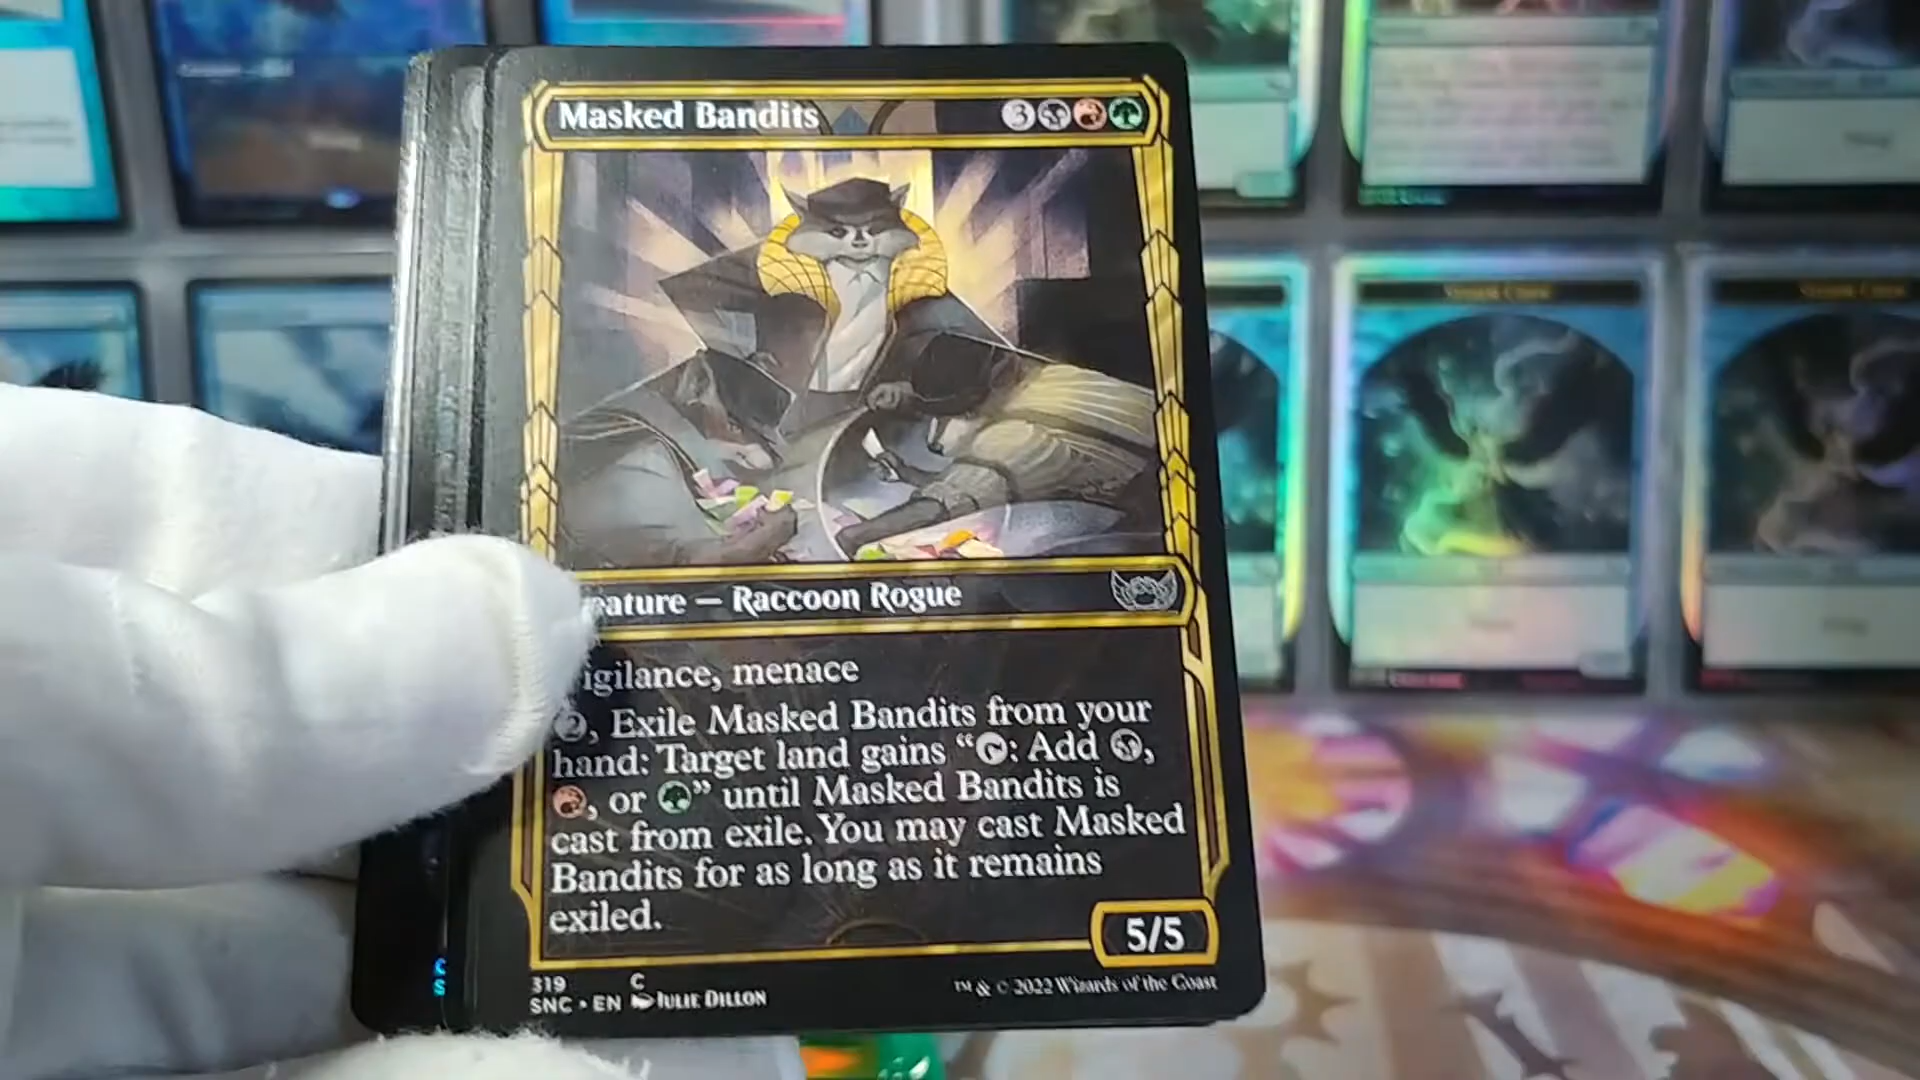 Masked Bandits 3
eature — Raccoon Rogue
igilance, menace
2, Exile Masked Bandits from your
hand: Target land gains “: Add ,
, or ” until Masked Bandits is
cast from exile. You may cast Masked
Bandits for as long as it remains
exiled.
5/5
319 C
SNC • EN JULIE DILLON
™ & © 2022 Wizards of the Coast
C
S